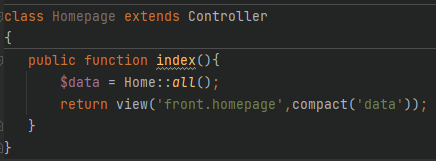 class Homepage extends Controller
{
public function index(){
$data = Home::all();
return view('front.homepage',compact('data'));
}
}